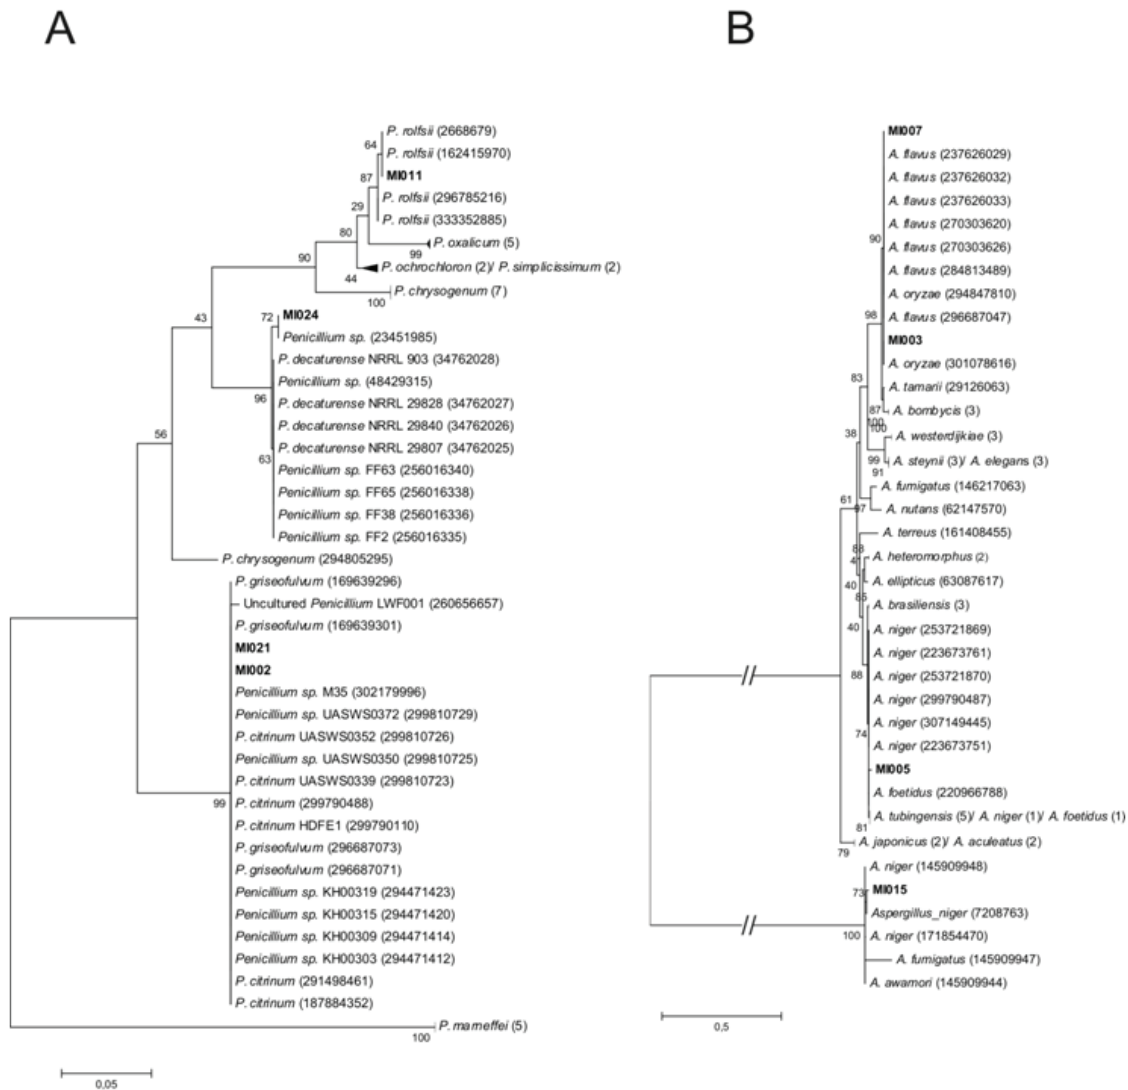 A
P. rolfsii (2668679)
64
P. rolfsii (162415970)
87
MI011
P. rolfsii (296785216)
29
P. rolfsii (333352885)
80
P. oxalicum (5)
99
90
P. ochrochloron (2)/ P. simplicissimum (2)
44
P. chrysogenum (7)
100
43
72
MI024
Penicillium sp. (23451985)
P. decaturense NRRL 903 (34762028)
Penicillium sp. (48429315)
96
P. decaturense NRRL 29828 (34762027)
P. decaturense NRRL 29840 (34762026)
56
P. decaturense NRRL 29807 (34762025)
63
Penicillium sp. FF63 (256016340)
Penicillium sp. FF65 (256016338)
Penicillium sp. FF38 (256016336)
Penicillium sp. FF2 (256016335)
P. chrysogenum (294805295)
P. griseofulvum (169639296)
Uncultured Penicillium LWF001 (260656657)
P. griseofulvum (169639301)
MI021
MI002
Penicillium sp. M35 (302179996)
Penicillium sp. UASWS0372 (299810729)
P. citrinum UASWS0352 (299810726)
Penicillium sp. UASWS0350 (299810725)
P. citrinum UASWS0339 (299810723)
99
P. citrinum (299790488)
P. citrinum HDFE1 (299790110)
P. griseofulvum (296687073)
P. griseofulvum (296687071)
Penicillium sp. KH00319 (294471423)
Penicillium sp. KH00315 (294471420)
Penicillium sp. KH00309 (294471414)
Penicillium sp. KH00303 (294471412)
P. citrinum (291498461)
P. citrinum (187884352)
P. marneffei (5)
100
0,05
B
MI007
A. flavus (237626029)
A. flavus (237626032)
A. flavus (237626033)
A. flavus (270303620)
90
A. flavus (270303626)
A. flavus (284813489)
A. oryzae (294847810)
98
A. flavus (296687047)
MI003
A. oryzae (301078616)
83
A. tamarii (29126063)
87
A. bombycis (3)
100
100
38
A. westerdijkiae (3)
99
A. steynii (3)/ A. elegans (3)
91
A. fumigatus (146217063)
61
97
A. nutans (62147570)
A. terreus (161408455)
88
A. heteromorphus (2)
40
A. ellipticus (63087617)
A. brasiliensis (3)
40
A. niger (253721869)
A. niger (223673761)
88
A. niger (253721870)
A. niger (299790487)
A. niger (307149445)
74
A. niger (223673751)
MI005
A. foetidus (220966788)
A. tubingensis (5)/ A. niger (1)/ A. foetidus (1)
81
A. japonicus (2)/ A. aculeatus (2)
79
A. niger (145909948)
73
MI015
Aspergillus_niger (7208763)
100
A. niger (171854470)
A. fumigatus (145909947)
A. awamori (145909944)
0,5